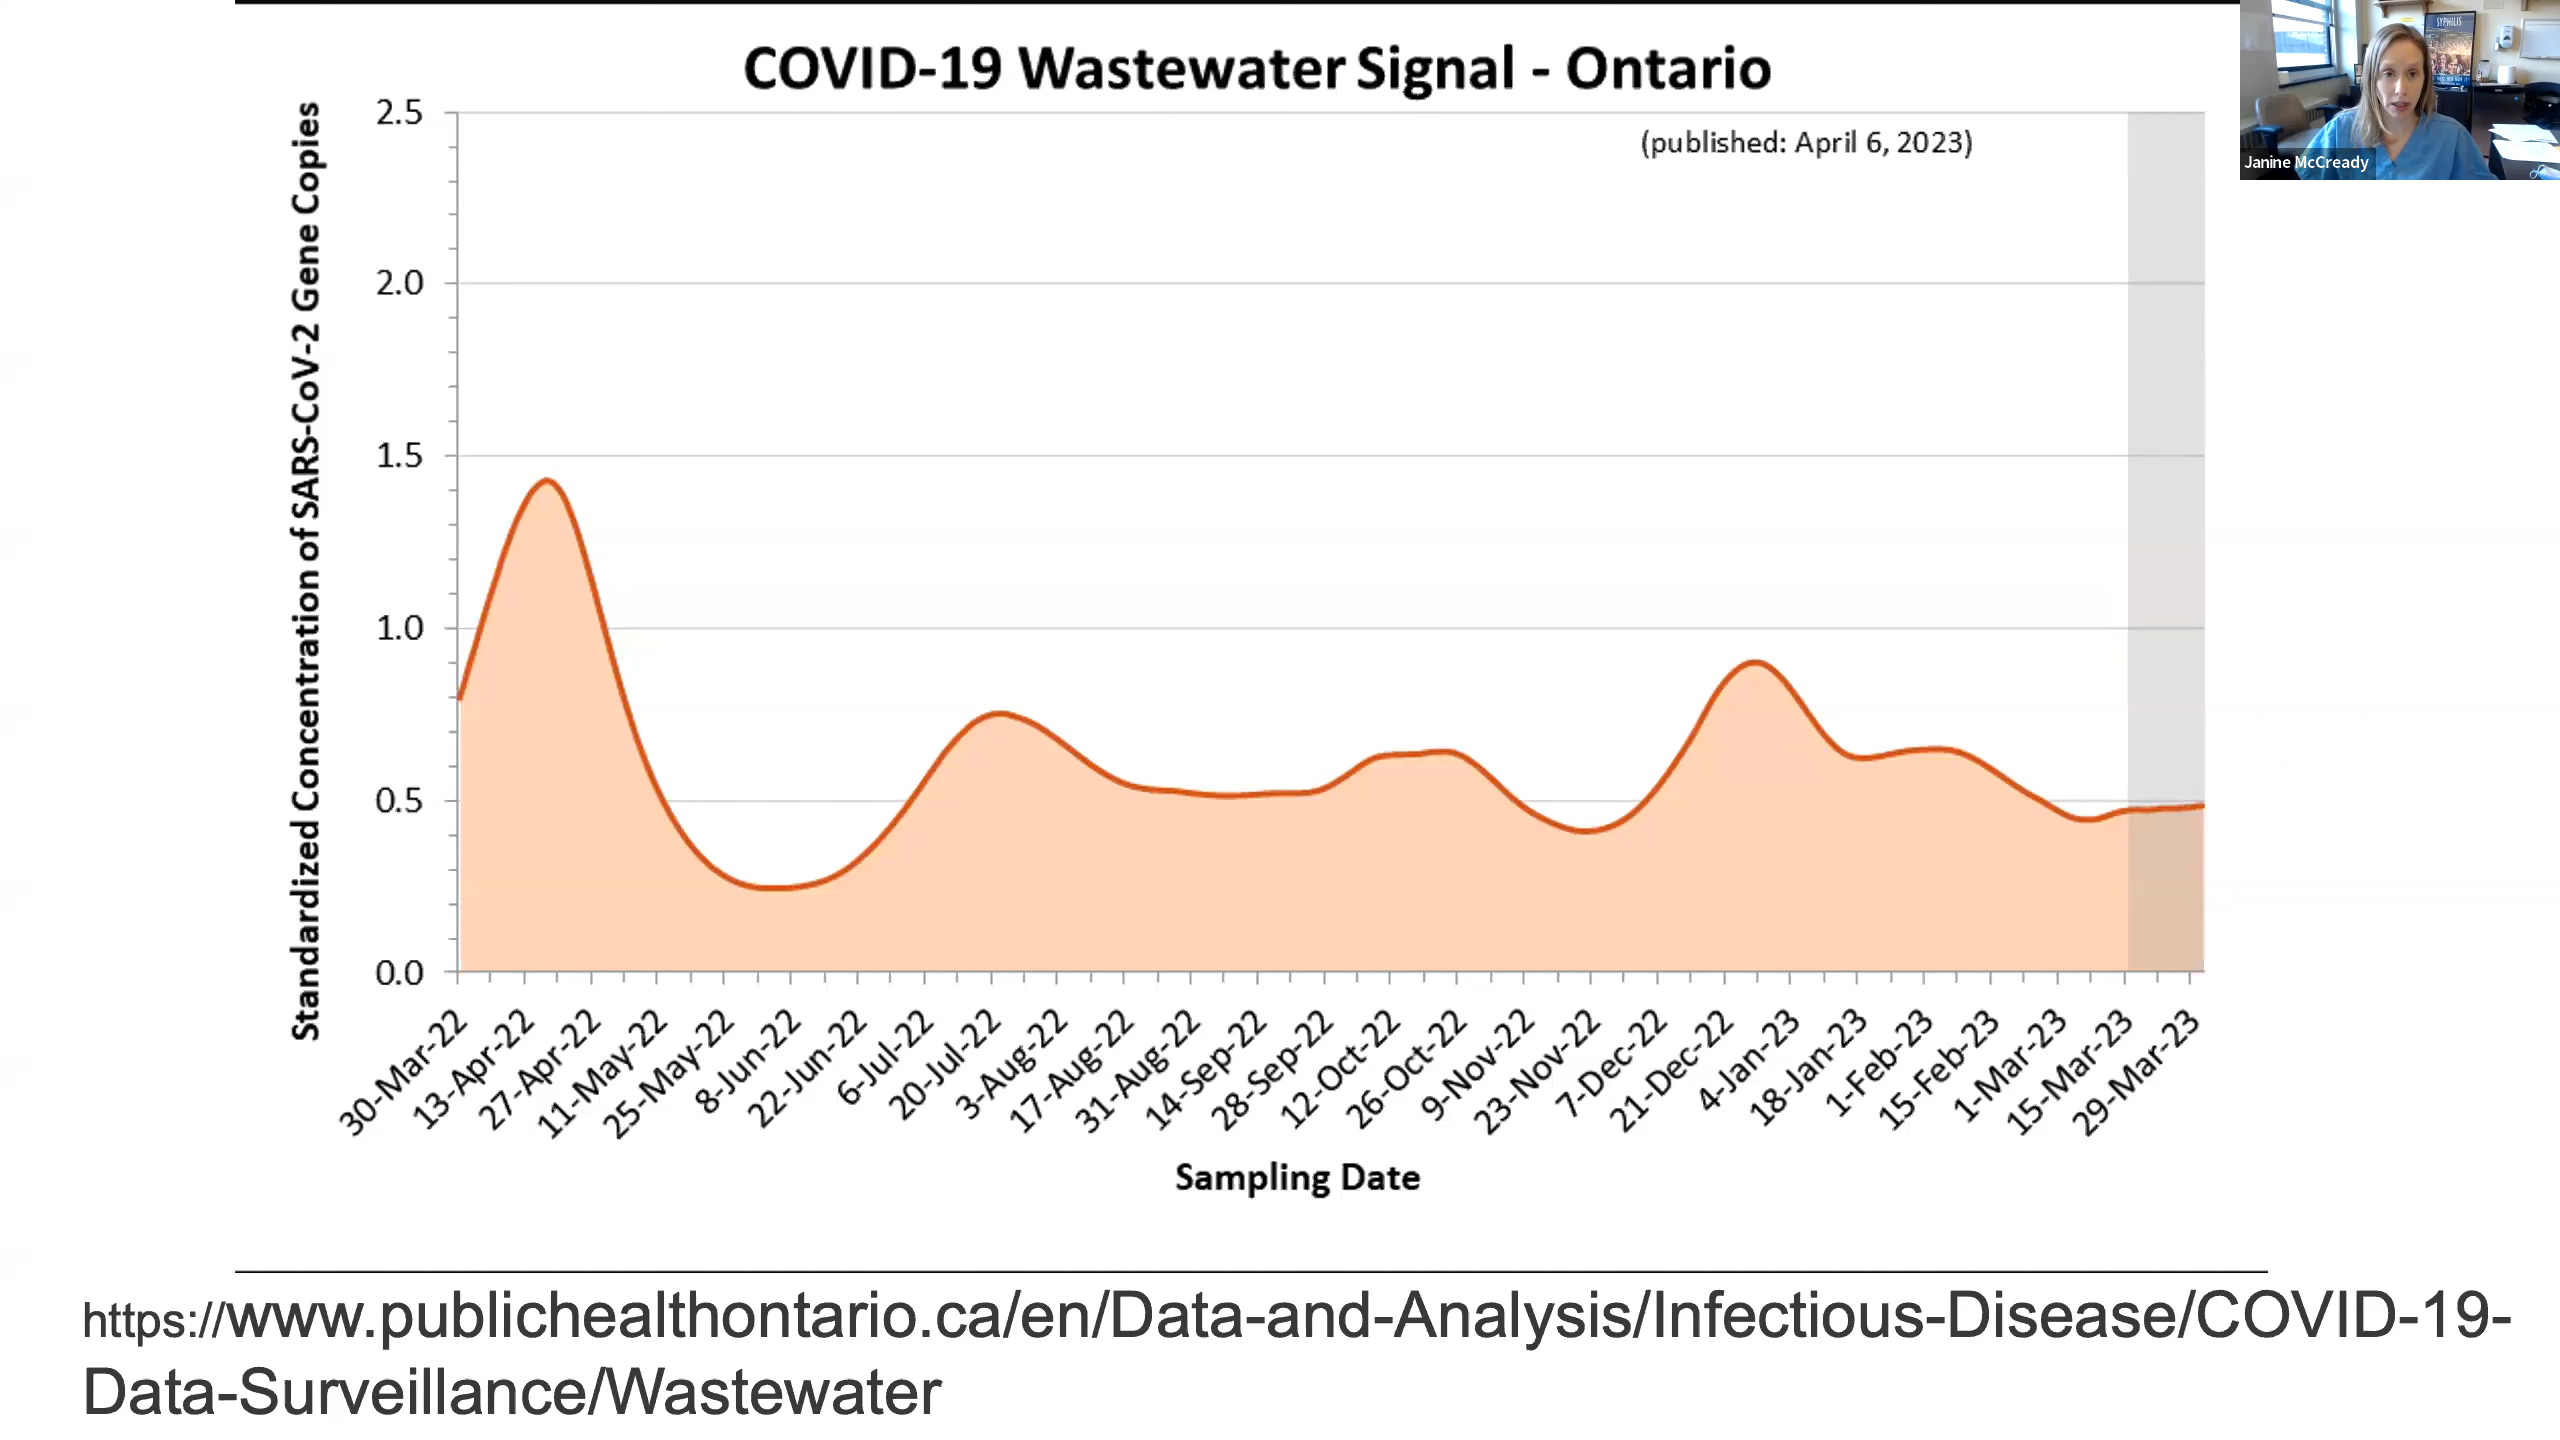 COVID-19 Wastewater Signal - Ontario
(published: April 6, 2023)
SYPHILIS
Janine McCready
Standardized Concentration of SARS-CoV-2 Gene Copies
2.5
2.0
1.5
1.0
0.5
0.0
30-Mar-22
13-Apr-22
27-Apr-22
11-May-22
25-May-22
8-Jun-22
22-Jun-22
6-Jul-22
20-Jul-22
3-Aug-22
17-Aug-22
31-Aug-22
14-Sep-22
28-Sep-22
12-Oct-22
26-Oct-22
9-Nov-22
23-Nov-22
7-Dec-22
21-Dec-22
4-Jan-23
18-Jan-23
1-Feb-23
15-Feb-23
1-Mar-23
15-Mar-23
29-Mar-23
Sampling Date
https://www.publichealthontario.ca/en/Data-and-Analysis/Infectious-Disease/COVID-19-
Data-Surveillance/Wastewater